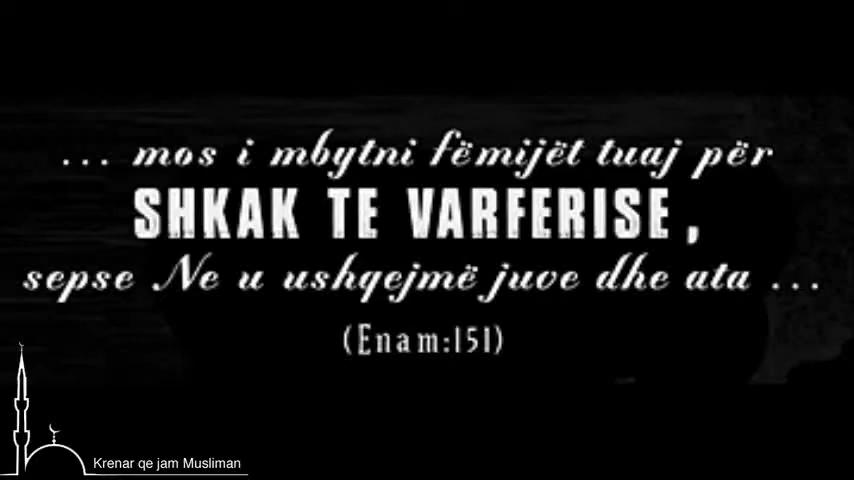 ... mos i mbytni fëmijët tuaj për
SHKAK TE VARFERISE,
sepse Ne u ushqejmë juve dhe ata ...
(Enam:151)
Krenar qe jam Musliman